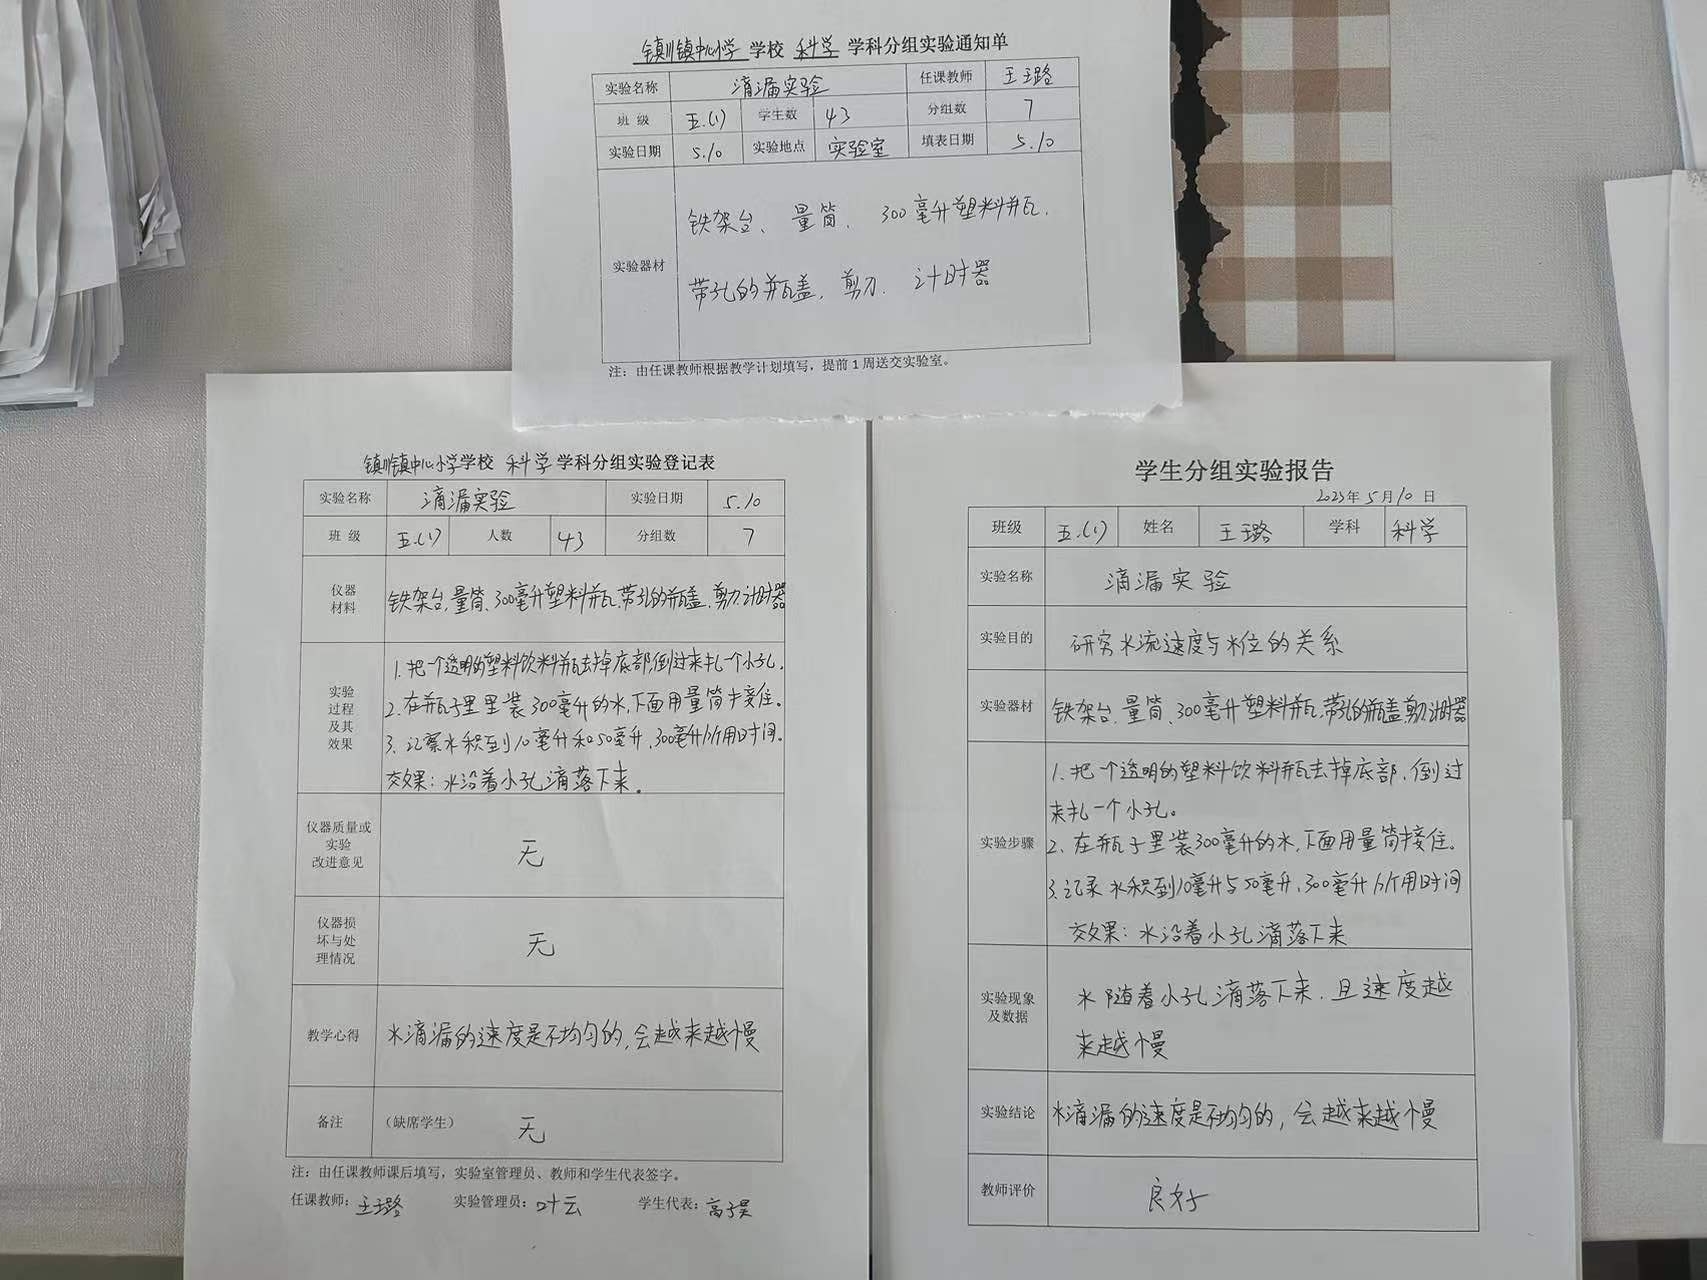 镇川镇中心小学 学校 科学 学科分组实验通知单
实验名称 滴漏实验 任课教师 王璐
班 级 五.(1) 学生数 43 分组数 7
实验日期 5.10 实验地点 实验室 填表日期 5.10
铁架台、量筒、300毫升塑料瓶.
实验器材
带孔的瓶盖,剪刀.计时器
注:由任课教师根据教学计划填写,提前1周送交实验室。
镇川镇中心小学学校 科学 学科分组实验登记表
实验名称 滴漏实验 实验日期 5.10
班 级 五.(1) 人数 43 分组数 7
仪器
材料
铁架台,量筒、300毫升塑料瓶,带孔的瓶盖,剪刀,计时器
实验
过程
及其
效果
1.把一个透明的塑料饮料瓶去掉底部,倒过来扎一个小孔.
2.在瓶子里里装300毫升的水,下面用量筒接住。
3.记察水积到10毫升和50毫升,300毫升所用时间.
效果:水沿着小孔滴落下来.
仪器质量或
实验
改进意见
无
仪器损
坏与处
理情况
无
教学心得 水滴漏的速度是不均匀的,会越来越慢
备注 (缺席学生) 无
注:由任课教师课后填写,实验室管理员、教师和学生代表签字。
任课教师:王璐 实验管理员:叶云 学生代表:高子昊
学生分组实验报告
2023年5月10日
班级 五.(1) 姓名 王璐 学科 科学
实验名称 滴漏实验
实验目的 研究水流速度与水位的关系
实验器材 铁架台、量筒、300毫升塑料瓶,带孔的瓶盖,剪刀,计时器
实验步骤
1.把一个透明的塑料饮料瓶去掉底部,倒过
来扎一个小孔。
2、在瓶子里装300毫升的水,下面用量筒接住。
3.记录水积到10毫升与50毫升,300毫升所用时间
效果:水沿着小孔滴落下来
实验现象
及数据
水随着小孔滴落下来.且速度越
来越慢
实验结论 水滴漏的速度是不均匀的,会越来越慢
教师评价 良好